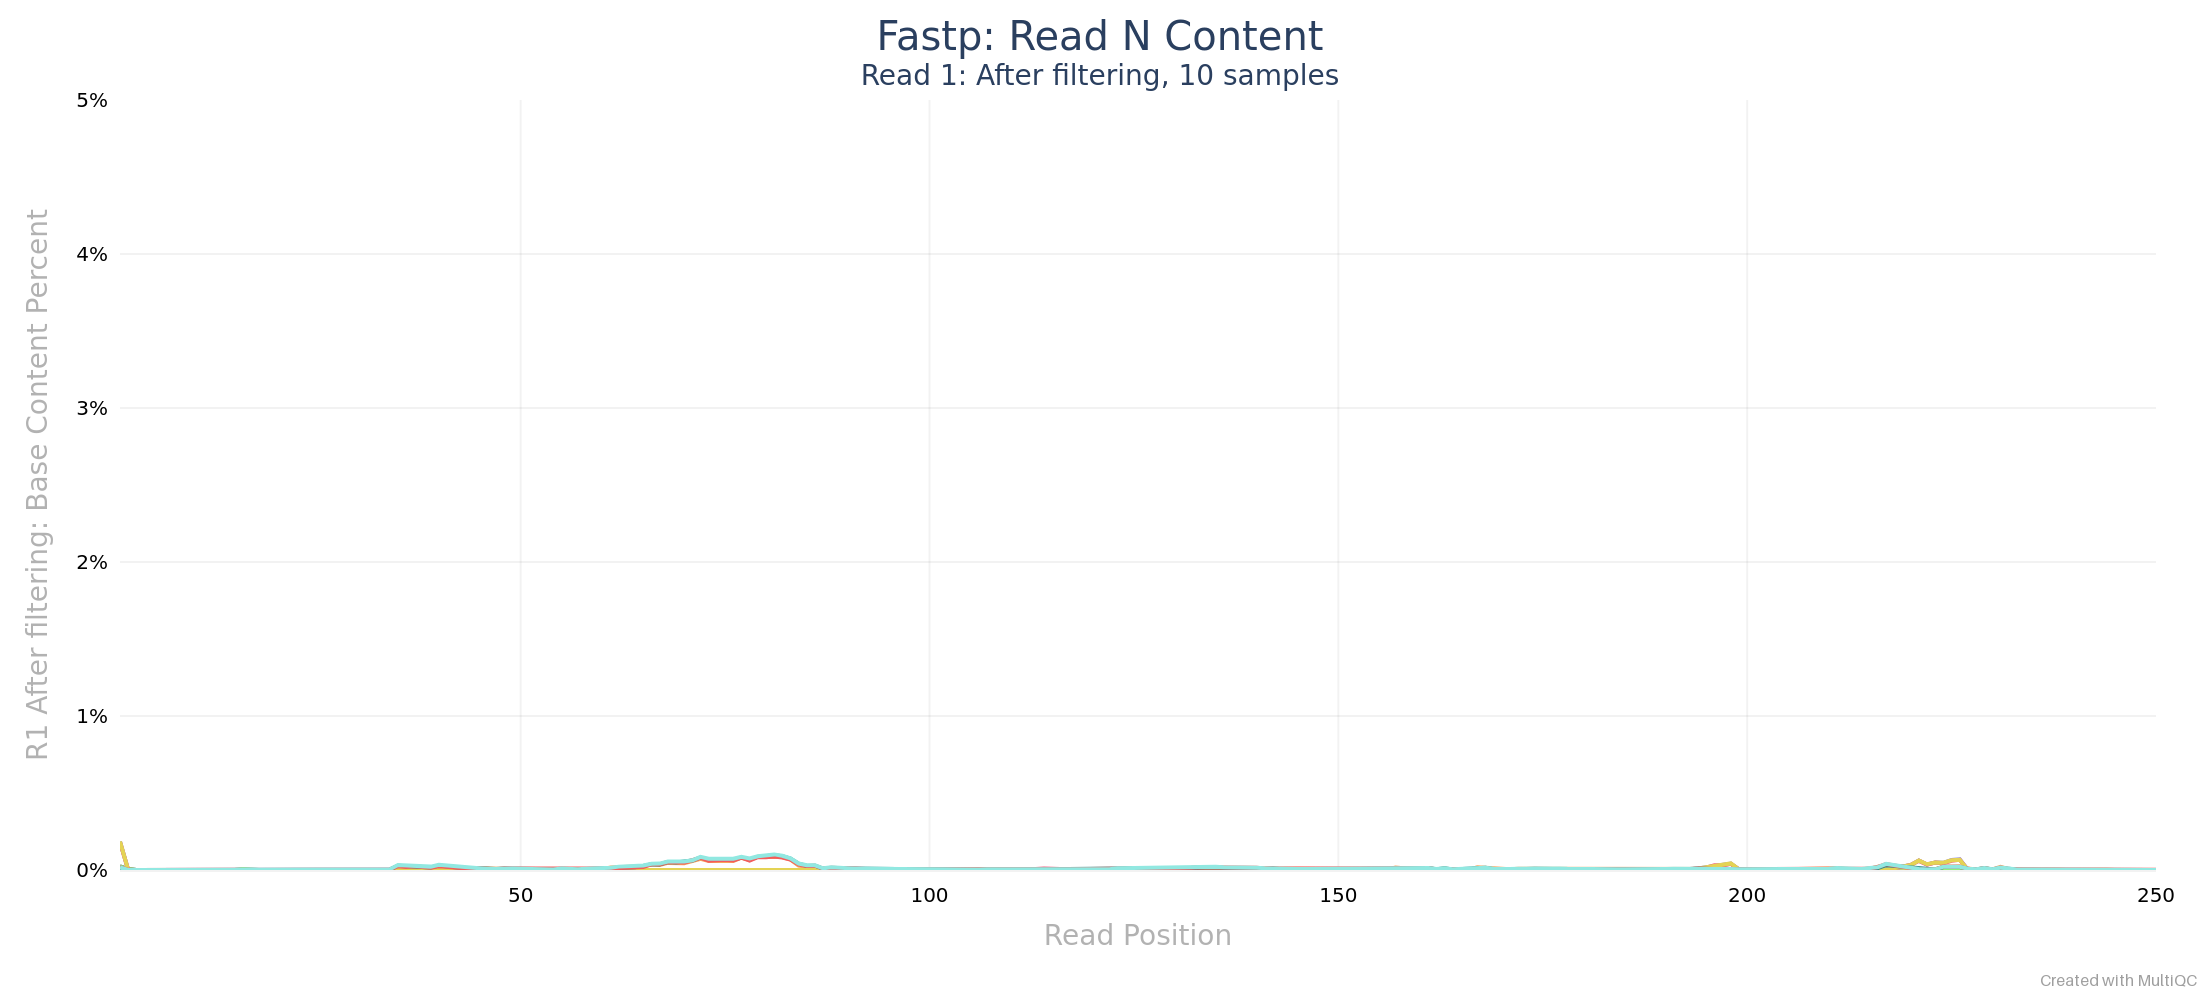 Fastp: Read N Content
Read 1: After filtering, 10 samples
R1 After filtering: Base Content Percent
5%
4%
3%
2%
1%
0%
50
100
150
200
250
Read Position
Created with MultiQC